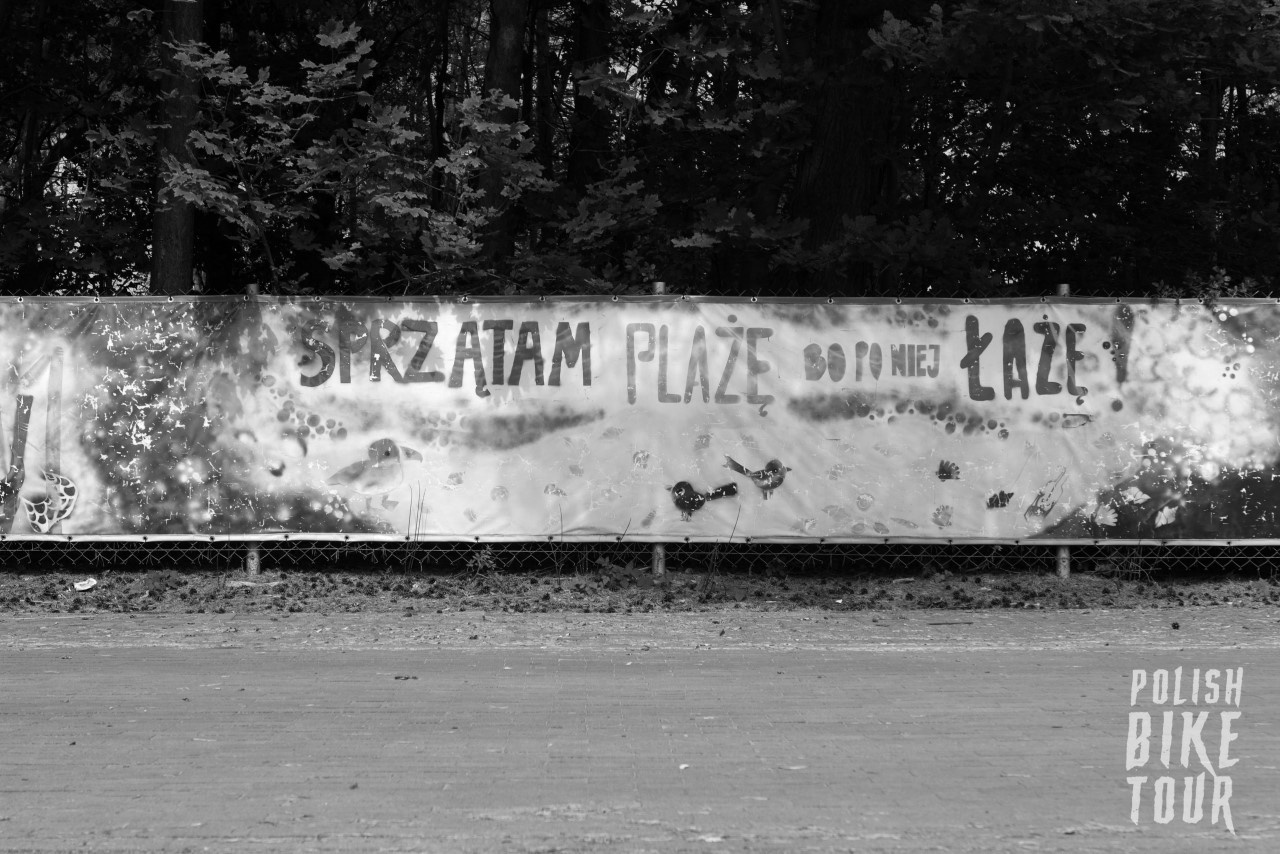 SPRZĄTAM PLAŻĘ BO PO NIEJ ŁAŻĘ!
POLISH
BIKE
TOUR